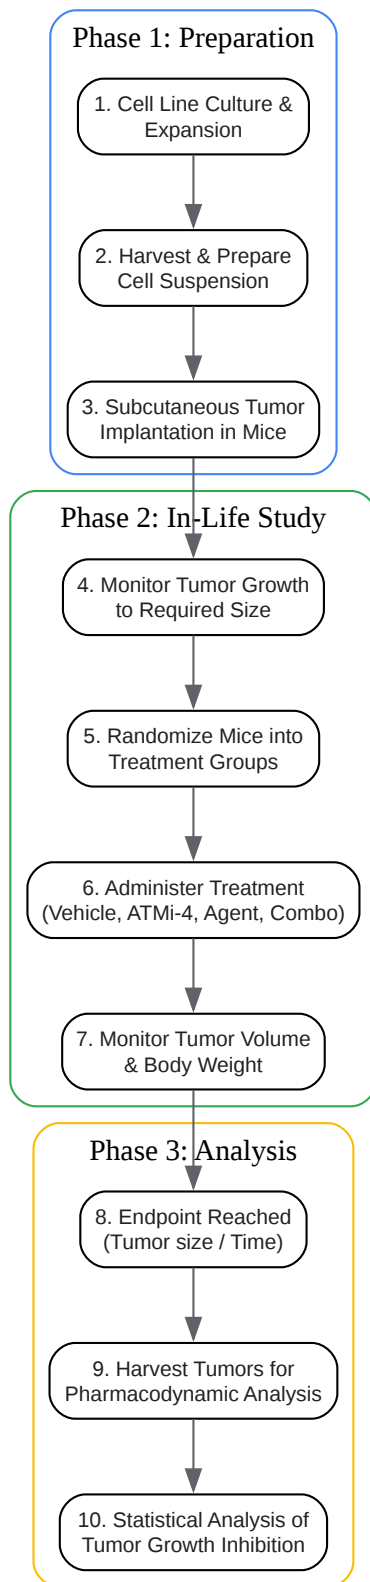 Phase 1: Preparation
1. Cell Line Culture &
Expansion
2. Harvest & Prepare
Cell Suspension
3. Subcutaneous Tumor
Implantation in Mice
Phase 2: In-Life Study
4. Monitor Tumor Growth
to Required Size
5. Randomize Mice into
Treatment Groups
6. Administer Treatment
(Vehicle, ATMi-4, Agent, Combo)
7. Monitor Tumor Volume
& Body Weight
Phase 3: Analysis
8. Endpoint Reached
(Tumor size / Time)
9. Harvest Tumors for
Pharmacodynamic Analysis
10. Statistical Analysis of
Tumor Growth Inhibition